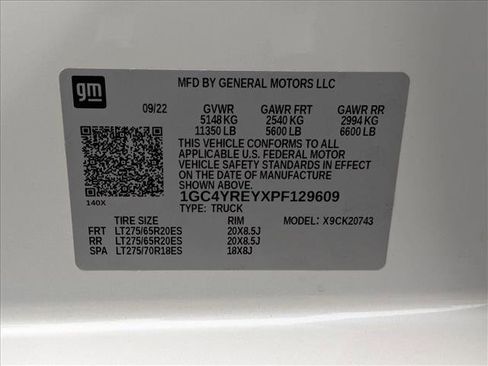 gm
MFD BY GENERAL MOTORS LLC
09/22 GVWR GAWR FRT GAWR RR
5148 KG 2540 KG 2994 KG
11350 LB 5600 LB 6600 LB
THIS VEHICLE CONFORMS TO ALL
APPLICABLE U.S. FEDERAL MOTOR
VEHICLE SAFETY STANDARDS IN EFFECT
ON THE DATE OF MANUFACTURE
SHOWN ABOVE.
1GC4YREYXPF129609
140X TYPE: TRUCK
TIRE SIZE RIM MODEL: X9CK20743
FRT LT275/65R20ES 20X8.5J
RR LT275/65R20ES 20X8.5J
SPA LT275/70R18ES 18X8J